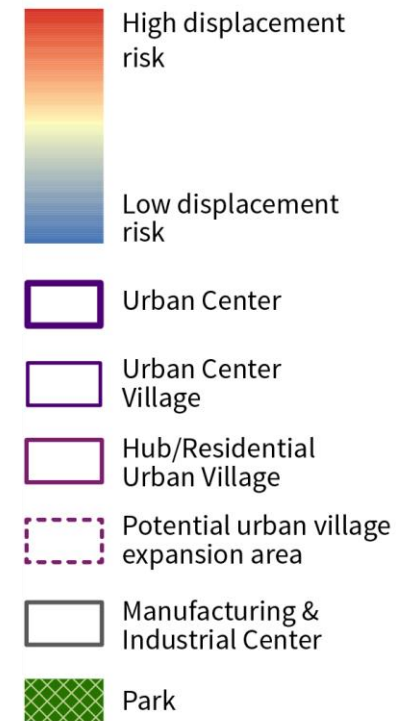 High displacement
risk
Low displacement
risk
Urban Center
Urban Center
Village
Hub/Residential
Urban Village
Potential urban village
expansion area
Manufacturing &
Industrial Center
Park